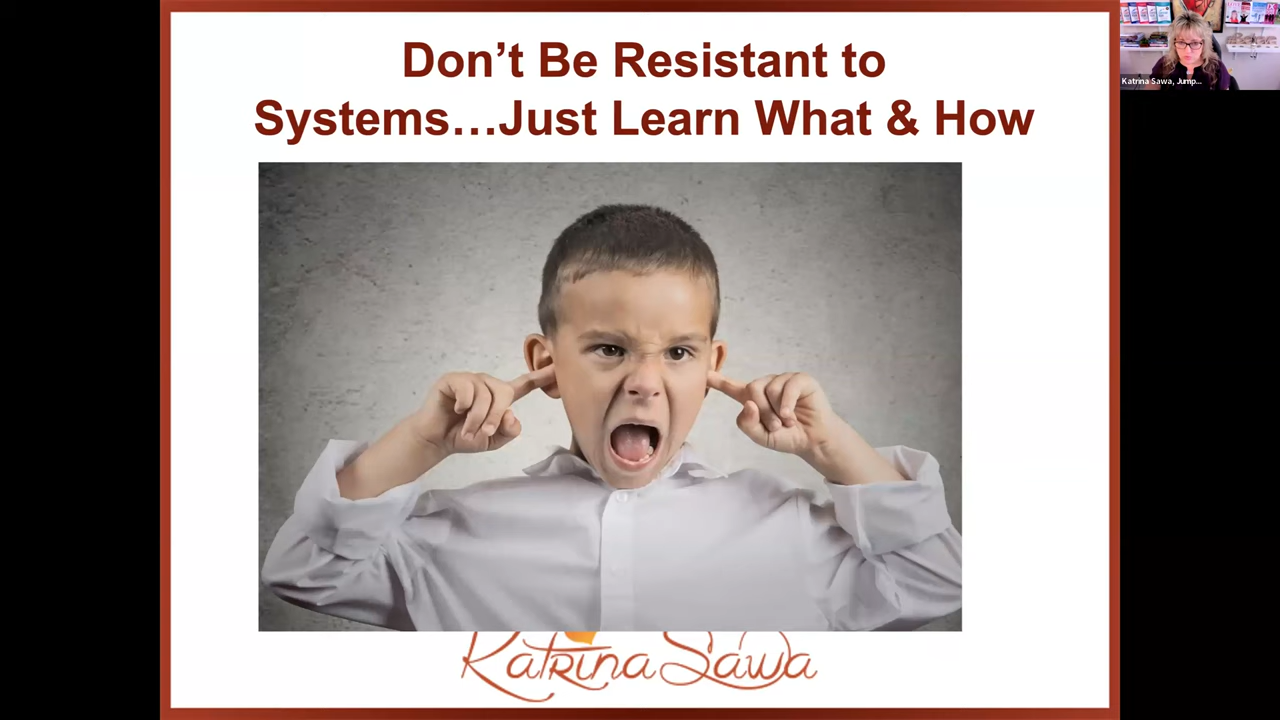 Don’t Be Resistant to
Systems…Just Learn What & How
Katrina Sawa
Katrina Sawa, Jump...